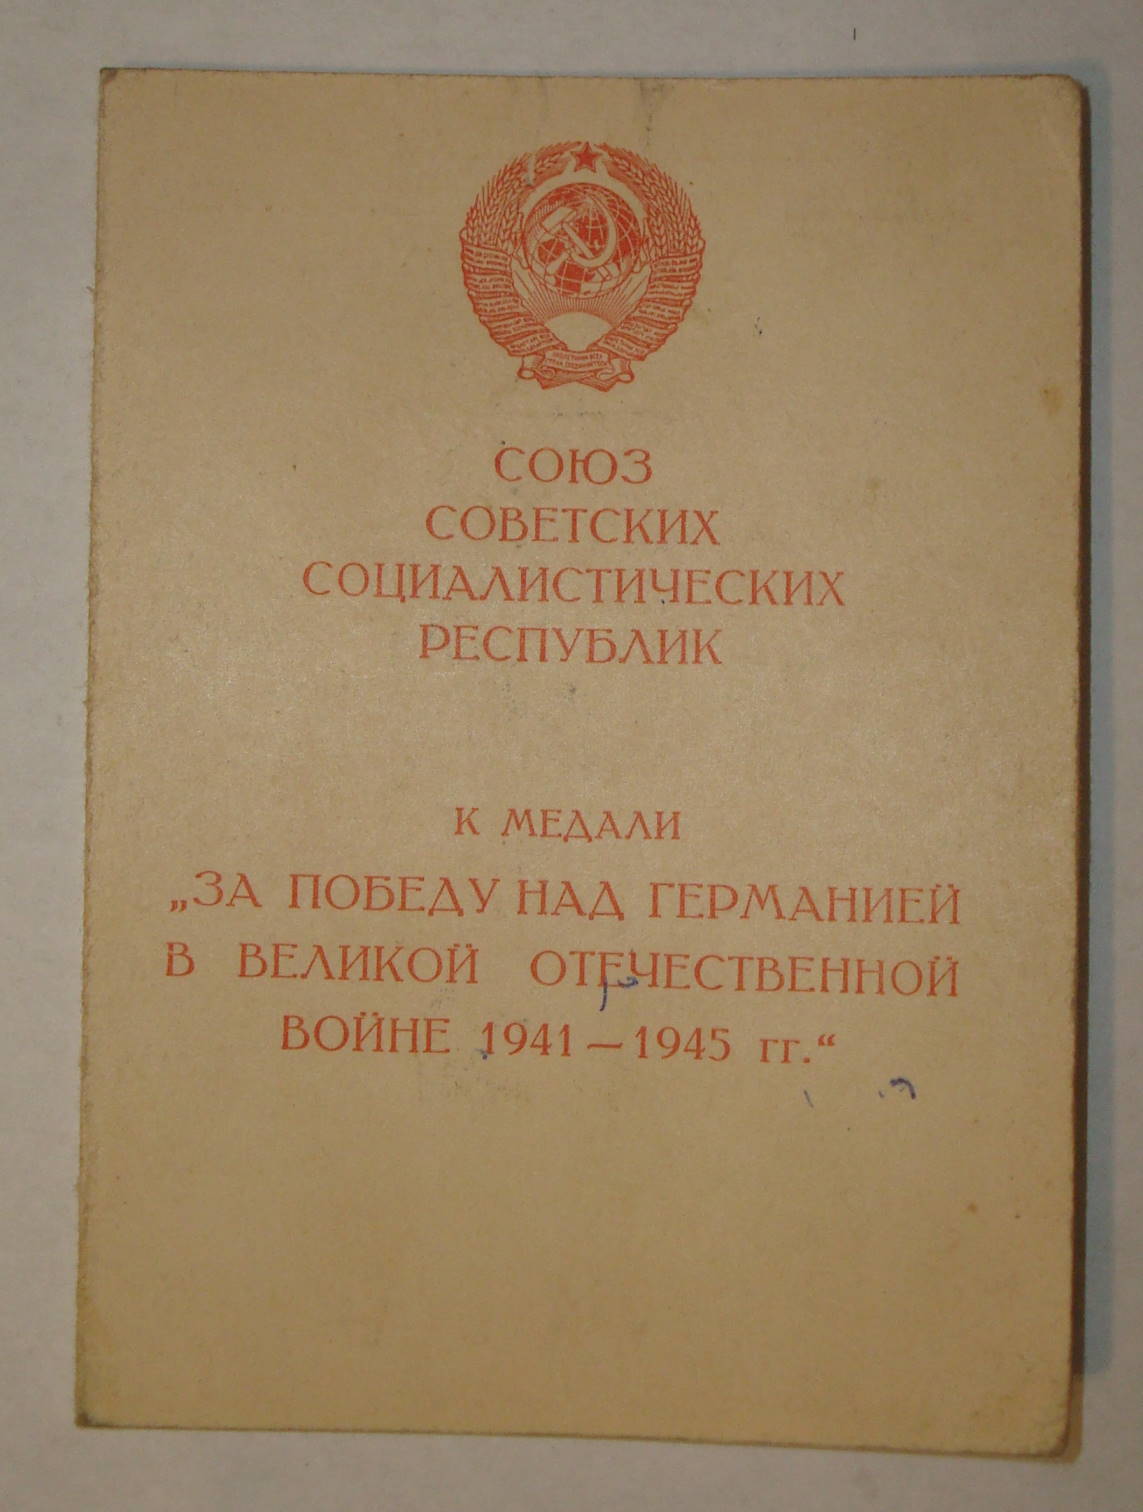 СОЮЗ
СОВЕТСКИХ
СОЦИАЛИСТИЧЕСКИХ
РЕСПУБЛИК
К МЕДАЛИ
„ЗА ПОБЕДУ НАД ГЕРМАНИЕЙ
В ВЕЛИКОЙ ОТЕЧЕСТВЕННОЙ
ВОЙНЕ 1941—1945 гг.“